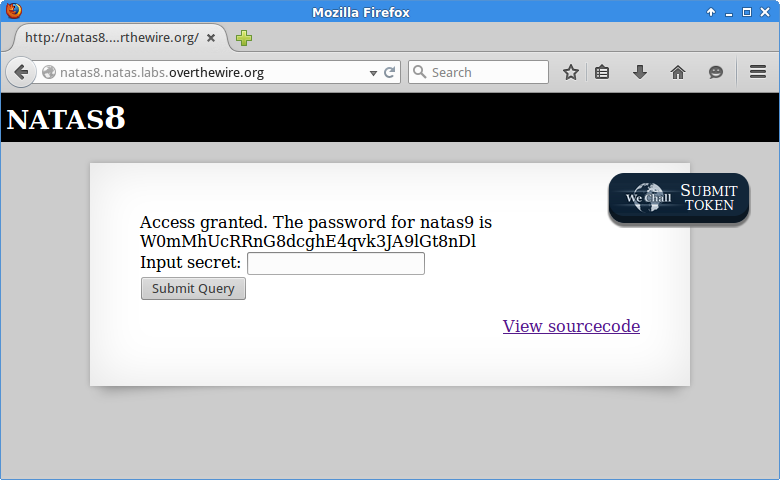 Mozilla Firefox
http://natas8....rthewire.org/
natas8.natas.labs.overthewire.org
Search
NATAS8
We Chall
SUBMIT
TOKEN
Access granted. The password for natas9 is
W0mMhUcRRnG8dcghE4qvk3JA9lGt8nDl
Input secret:
Submit Query
View sourcecode